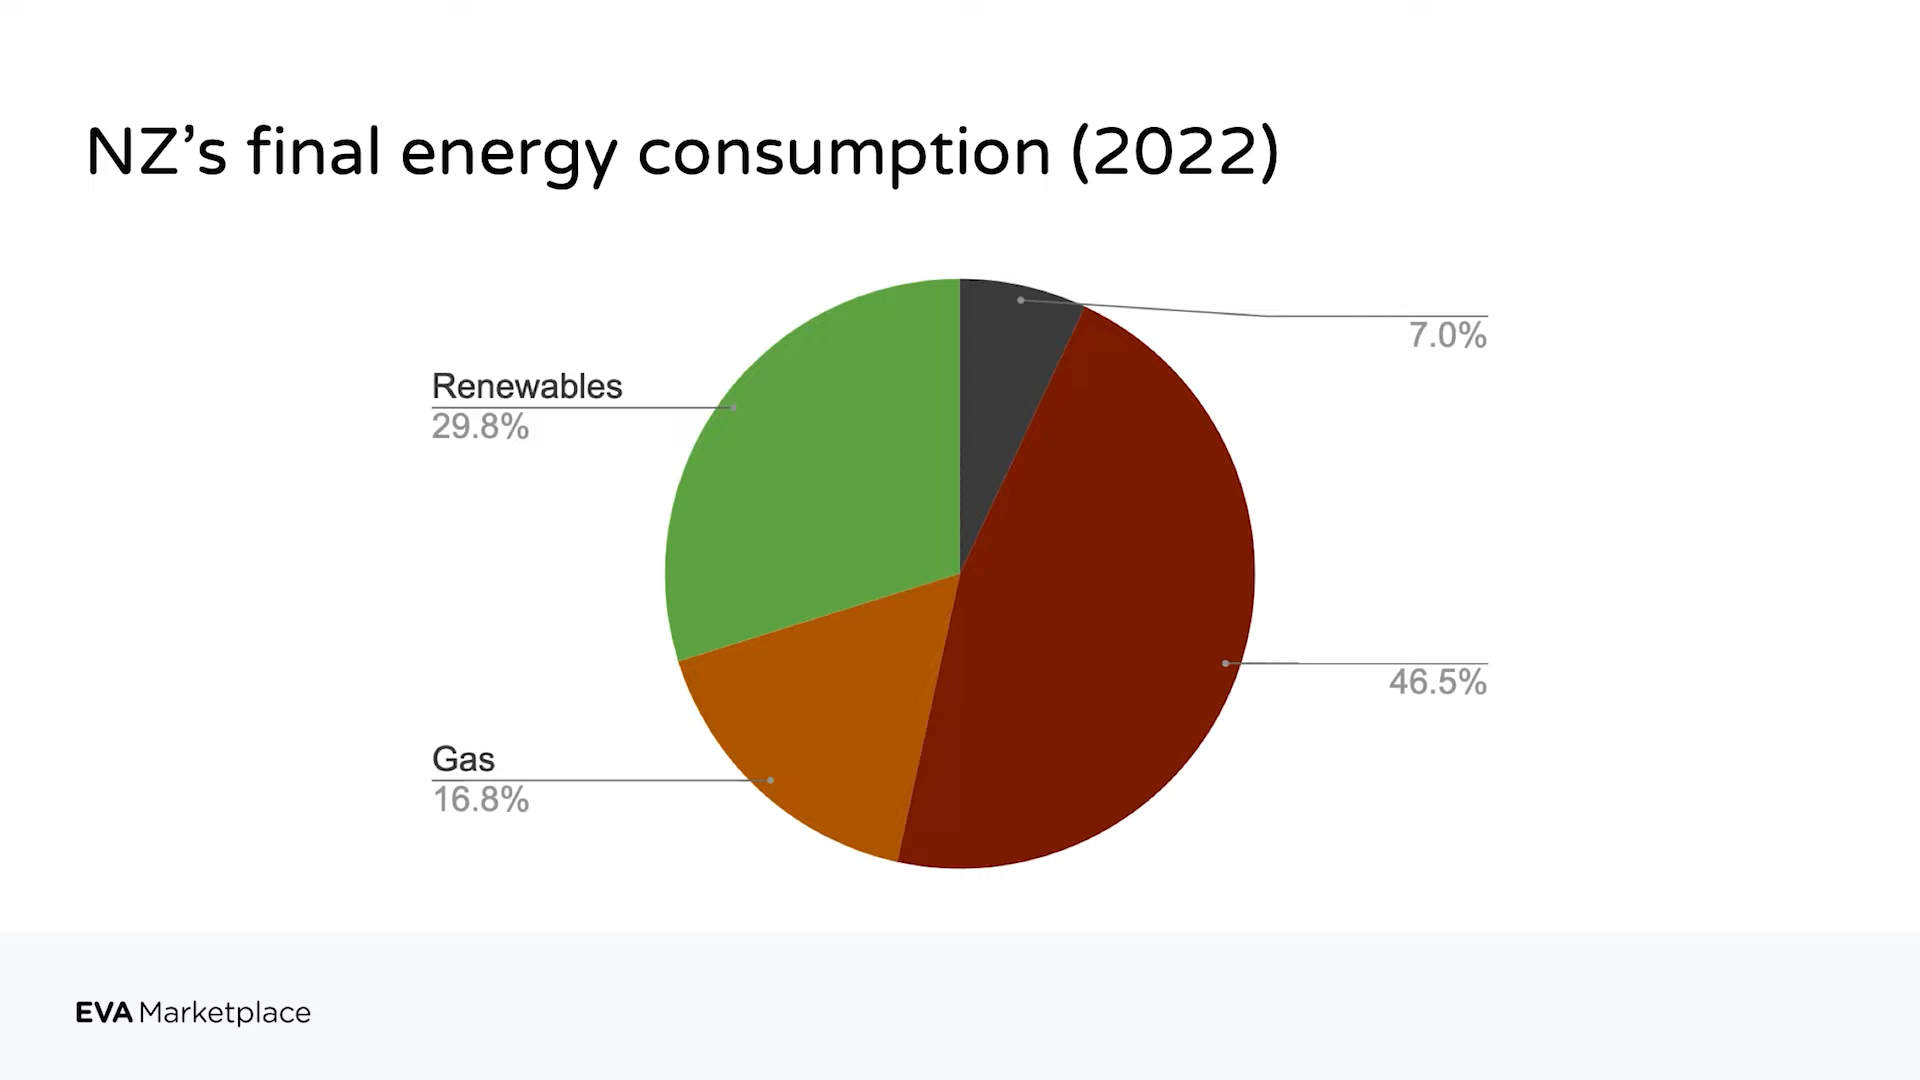 NZ’s final energy consumption (2022)
7.0%
Renewables
29.8%
46.5%
Gas
16.8%
EVA Marketplace